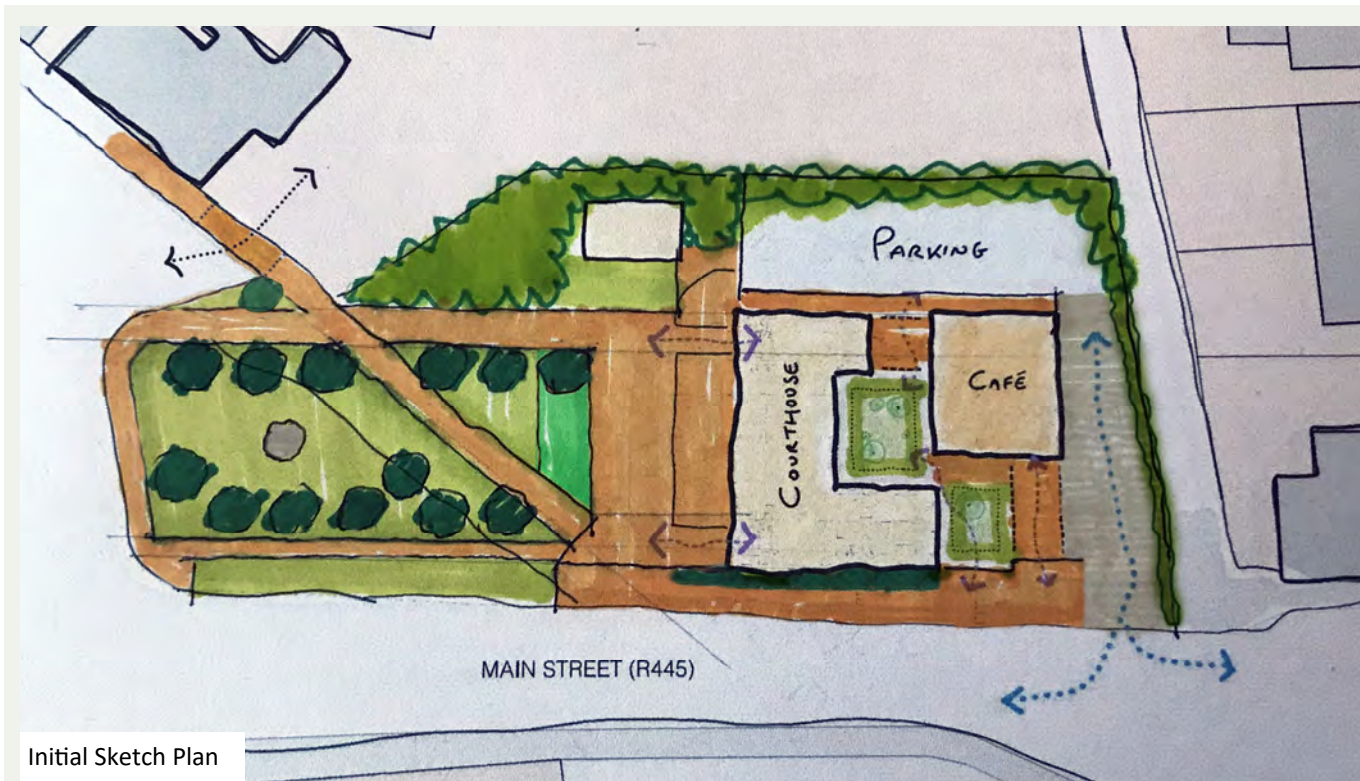 PARKING
COURTHOUSE
CAFÉ
MAIN STREET (R445)
Initial Sketch Plan